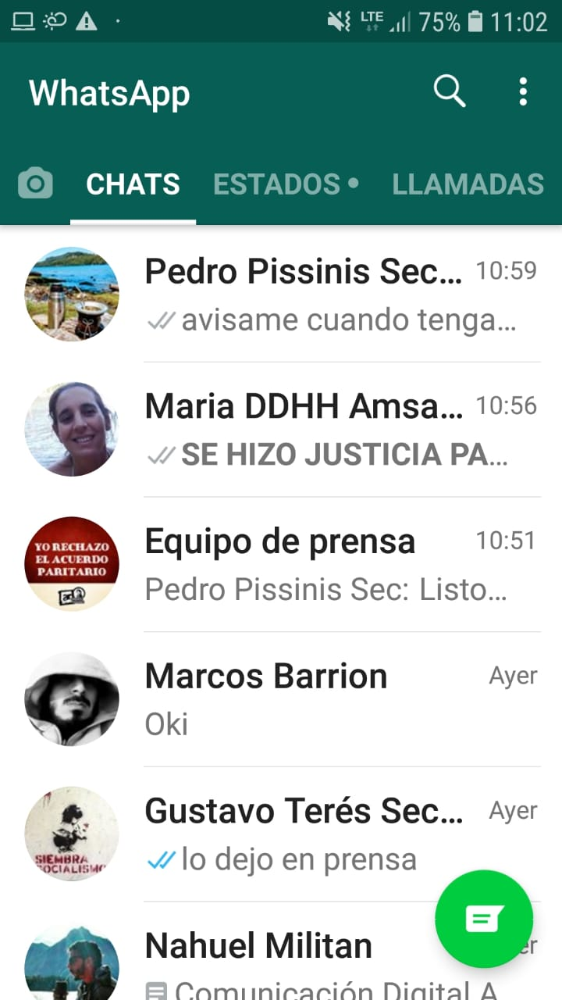 LTE 75% 11:02
WhatsApp
CHATS ESTADOS LLAMADAS
Pedro Pissinis Sec... 10:59
avisame cuando tenga...
Maria DDHH Amsa... 10:56
SE HIZO JUSTICIA PA...
YO RECHAZO
EL ACUERDO
PARITARIO
Equipo de prensa 10:51
Pedro Pissinis Sec: Listo...
Marcos Barrion Ayer
Oki
Gustavo Terés Sec... Ayer
SIEMBRA
SOCIALISMO
lo dejo en prensa
Nahuel Militan
Comunicación Digital A